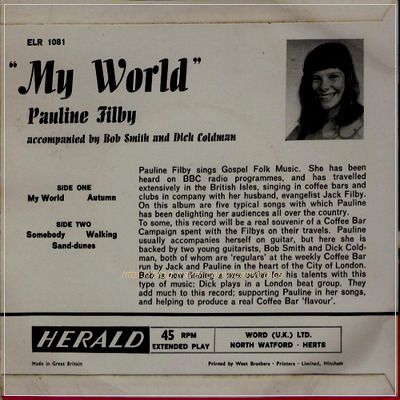 ELR 1081
"My World"
Pauline Filby
accompanied by Bob Smith and Dick Coldman
SIDE ONE
My World Autumn
SIDE TWO
Somebody Walking
Sand-dunes
Pauline Filby sings Gospel Folk Music. She has been
heard on BBC radio programmes, and has travelled
extensively in the British Isles, singing in coffee bars and
clubs in company with her husband, evangelist Jack Filby.
On this album are five typical songs with which Pauline
has been delighting her audiences all over the country.
To some, this record will be a real souvenir of a Coffee Bar
Campaign spent with the Filbys on their travels. Pauline
usually accompanies herself on guitar, but here she is
backed by two young guitarists, Bob Smith and Dick Cold-
man, both of whom are 'regulars' at the weekly Coffee Bar
run by Jack and Pauline in the heart of the City of London.
Bob is now his talents with this
type of music; Dick plays in a London beat group. They
add much to this record; supporting Pauline in her songs,
and helping to produce a real Coffee Bar 'flavour'.
HERALD
45 RPM
EXTENDED PLAY
WORD (U.K.) LTD.
NORTH WATFORD · HERTS
Made in Great Britain
Printed by West Brothers · Printers · Limited, Mitcham